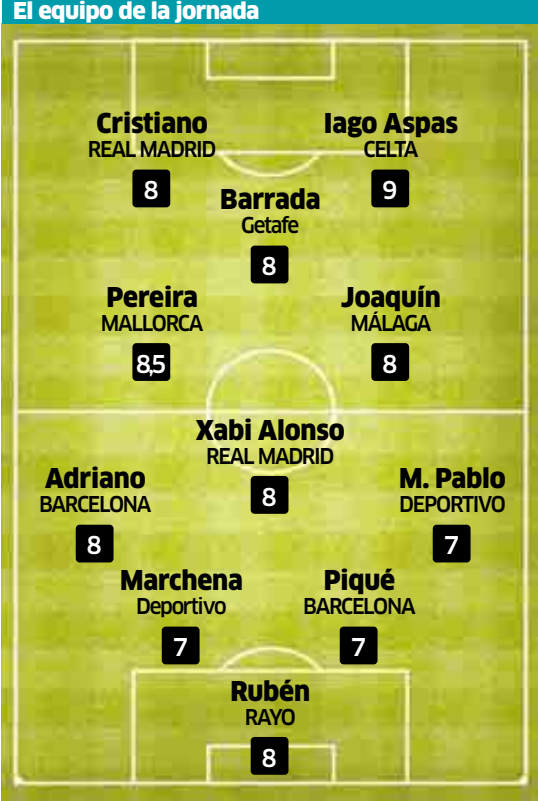 El equipo de la jornada
Cristiano
REAL MADRID
8
Iago Aspas
CELTA
9
Barrada
Getafe
8
Pereira
MALLORCA
8,5
Joaquín
MÁLAGA
8
Xabi Alonso
REAL MADRID
8
Adriano
BARCELONA
8
M. Pablo
DEPORTIVO
7
Marchena
Deportivo
7
Piqué
BARCELONA
7
Rubén
RAYO
8